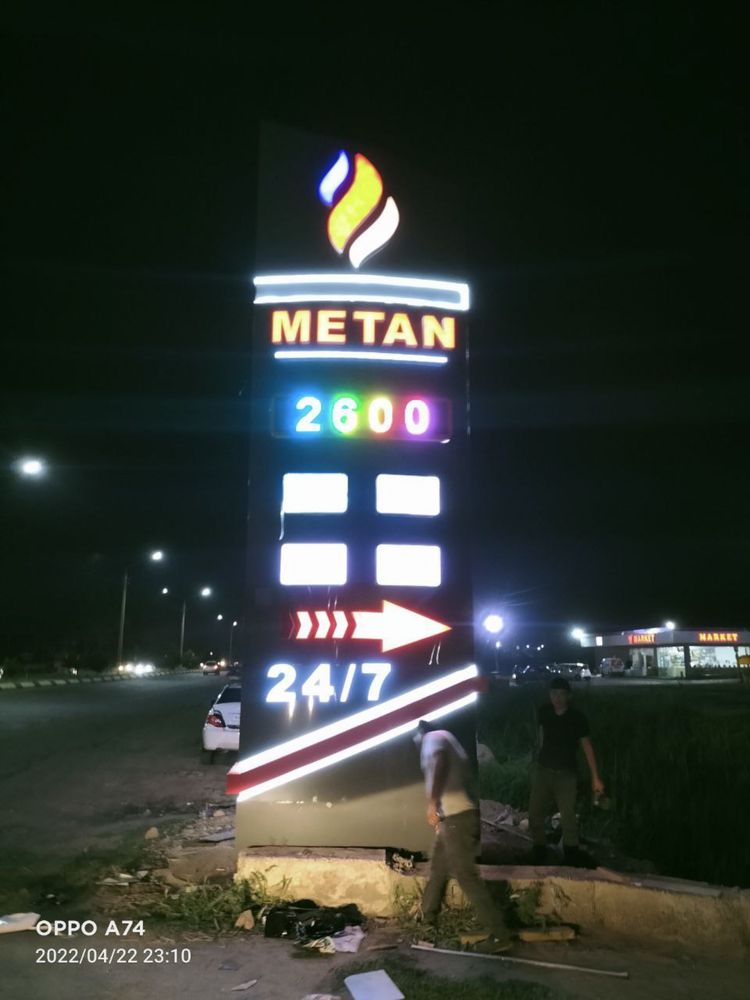 METAN
2600
24/7
MARKET
MARKET
OPPO A74
2022/04/22 23:10